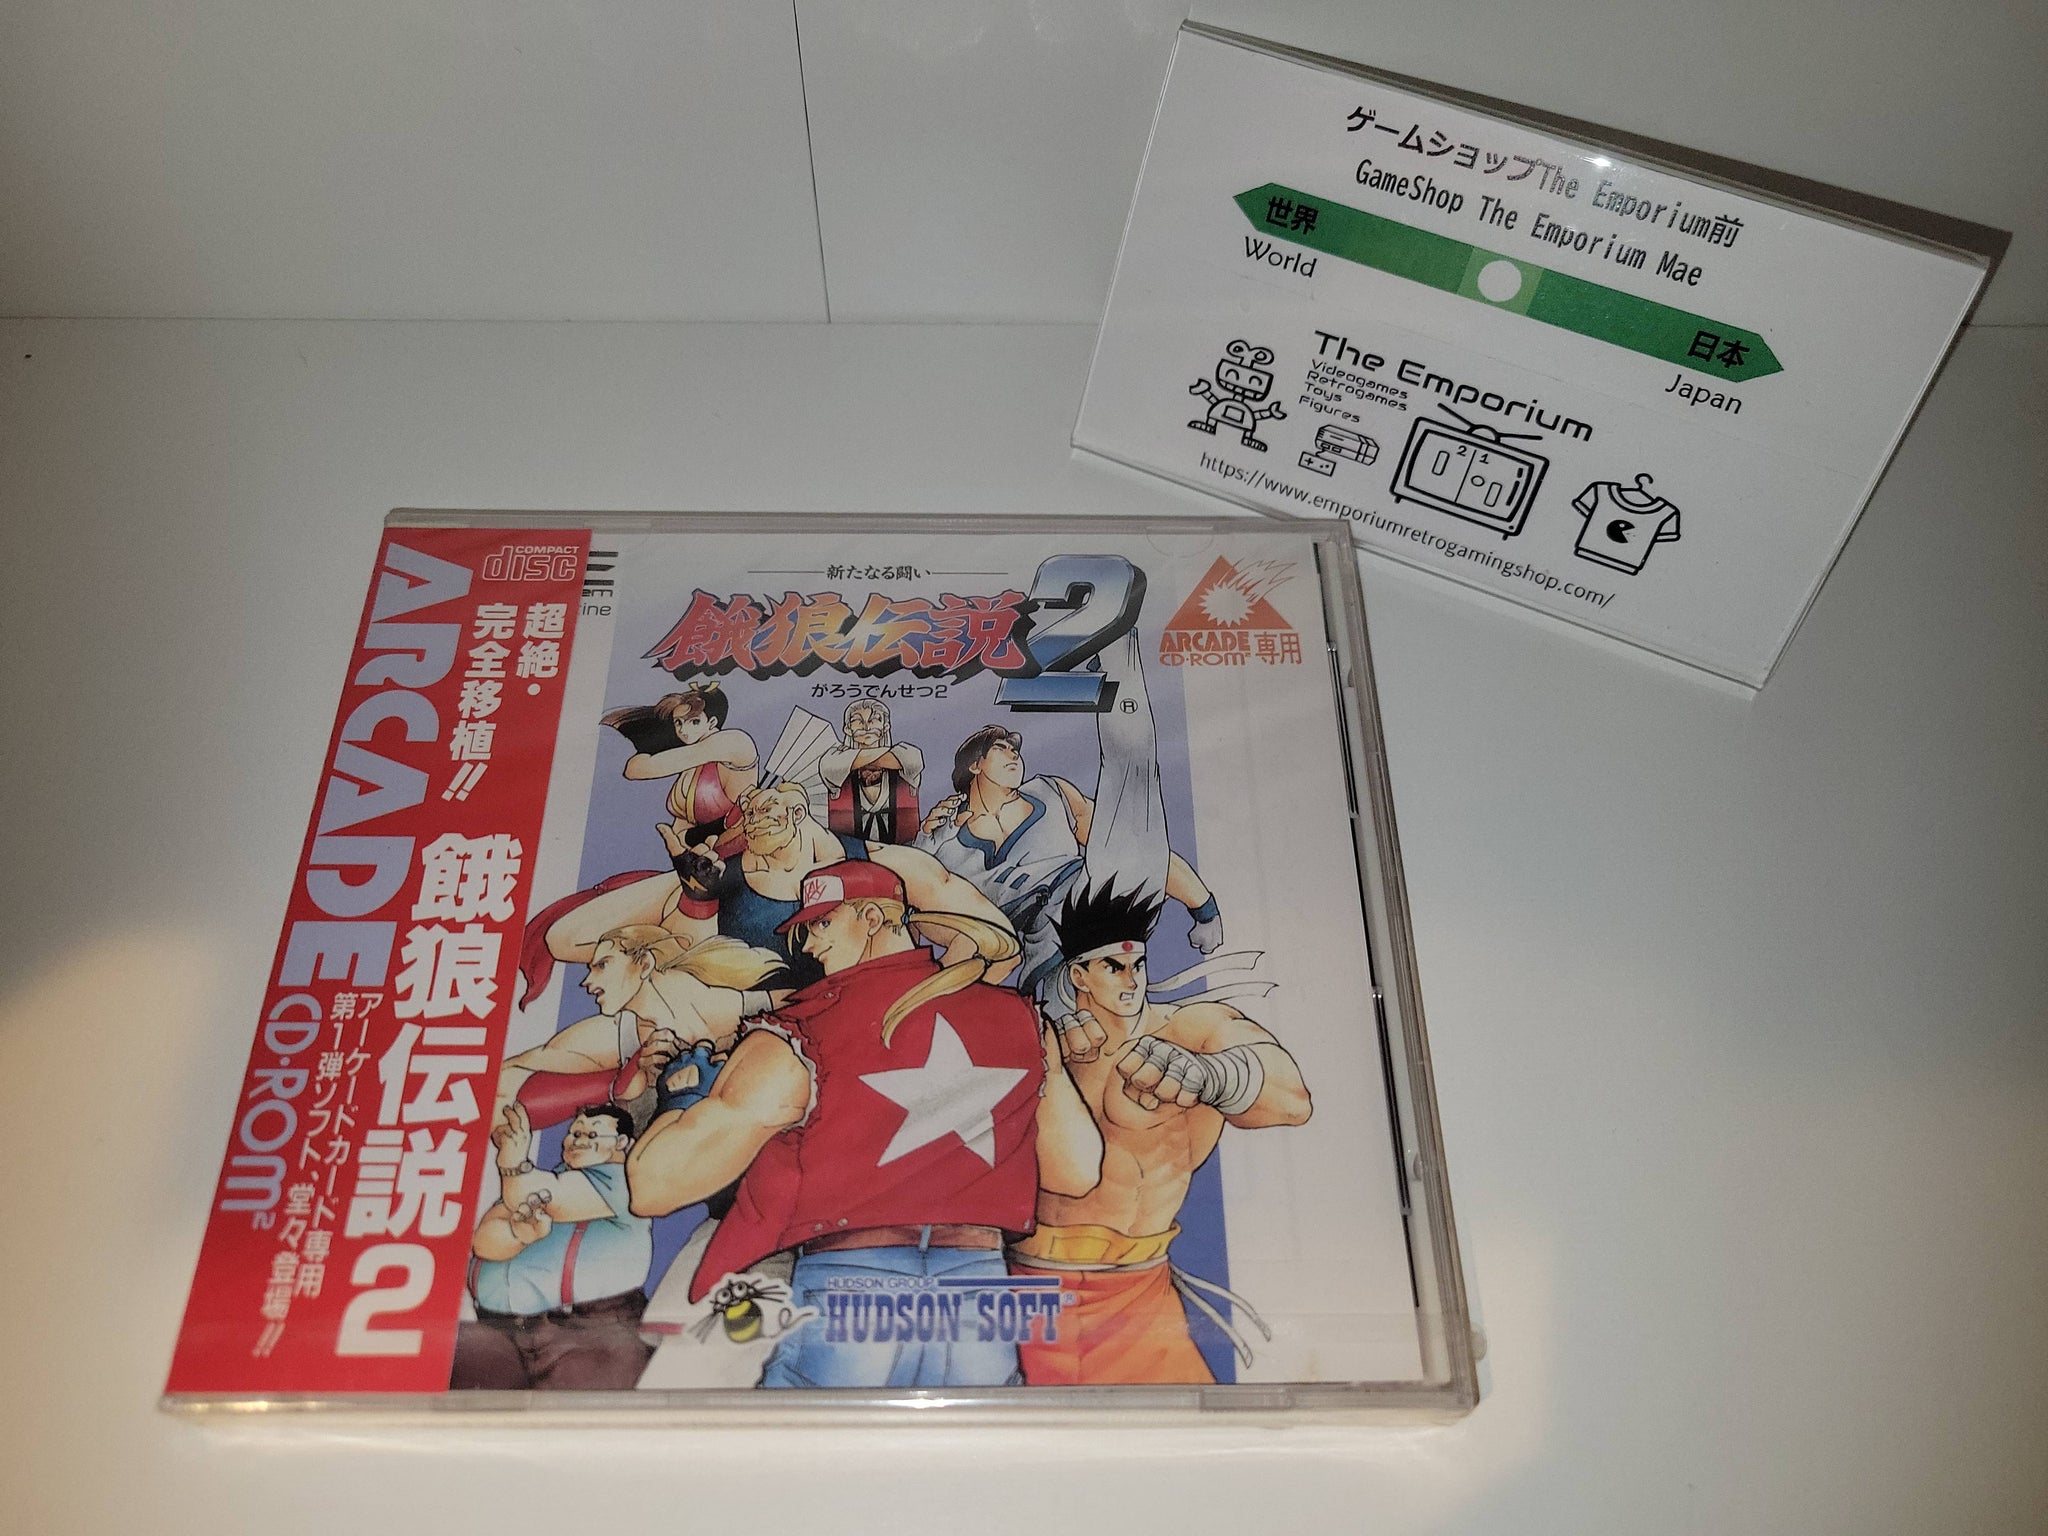 ゲームショップThe Emporium前
GameShop The Emporium Mae
世界
World
日本
Japan
The Emporium
Videogames
Retrogames
Toys
Figures
2 1
https://www.emporiumretrogamingshop.com/
COMPACT
disc
超絶・
完全移植!!
ARCADE CD・ROM²
餓狼伝説2
アーケードカード専用
第1弾ソフト、堂々登場!!
新たなる闘い
餓狼伝説2
がろうでんせつ2
®
ARCADE
CD・ROM² 専用
HUDSON GROUP
HUDSON SOFT®